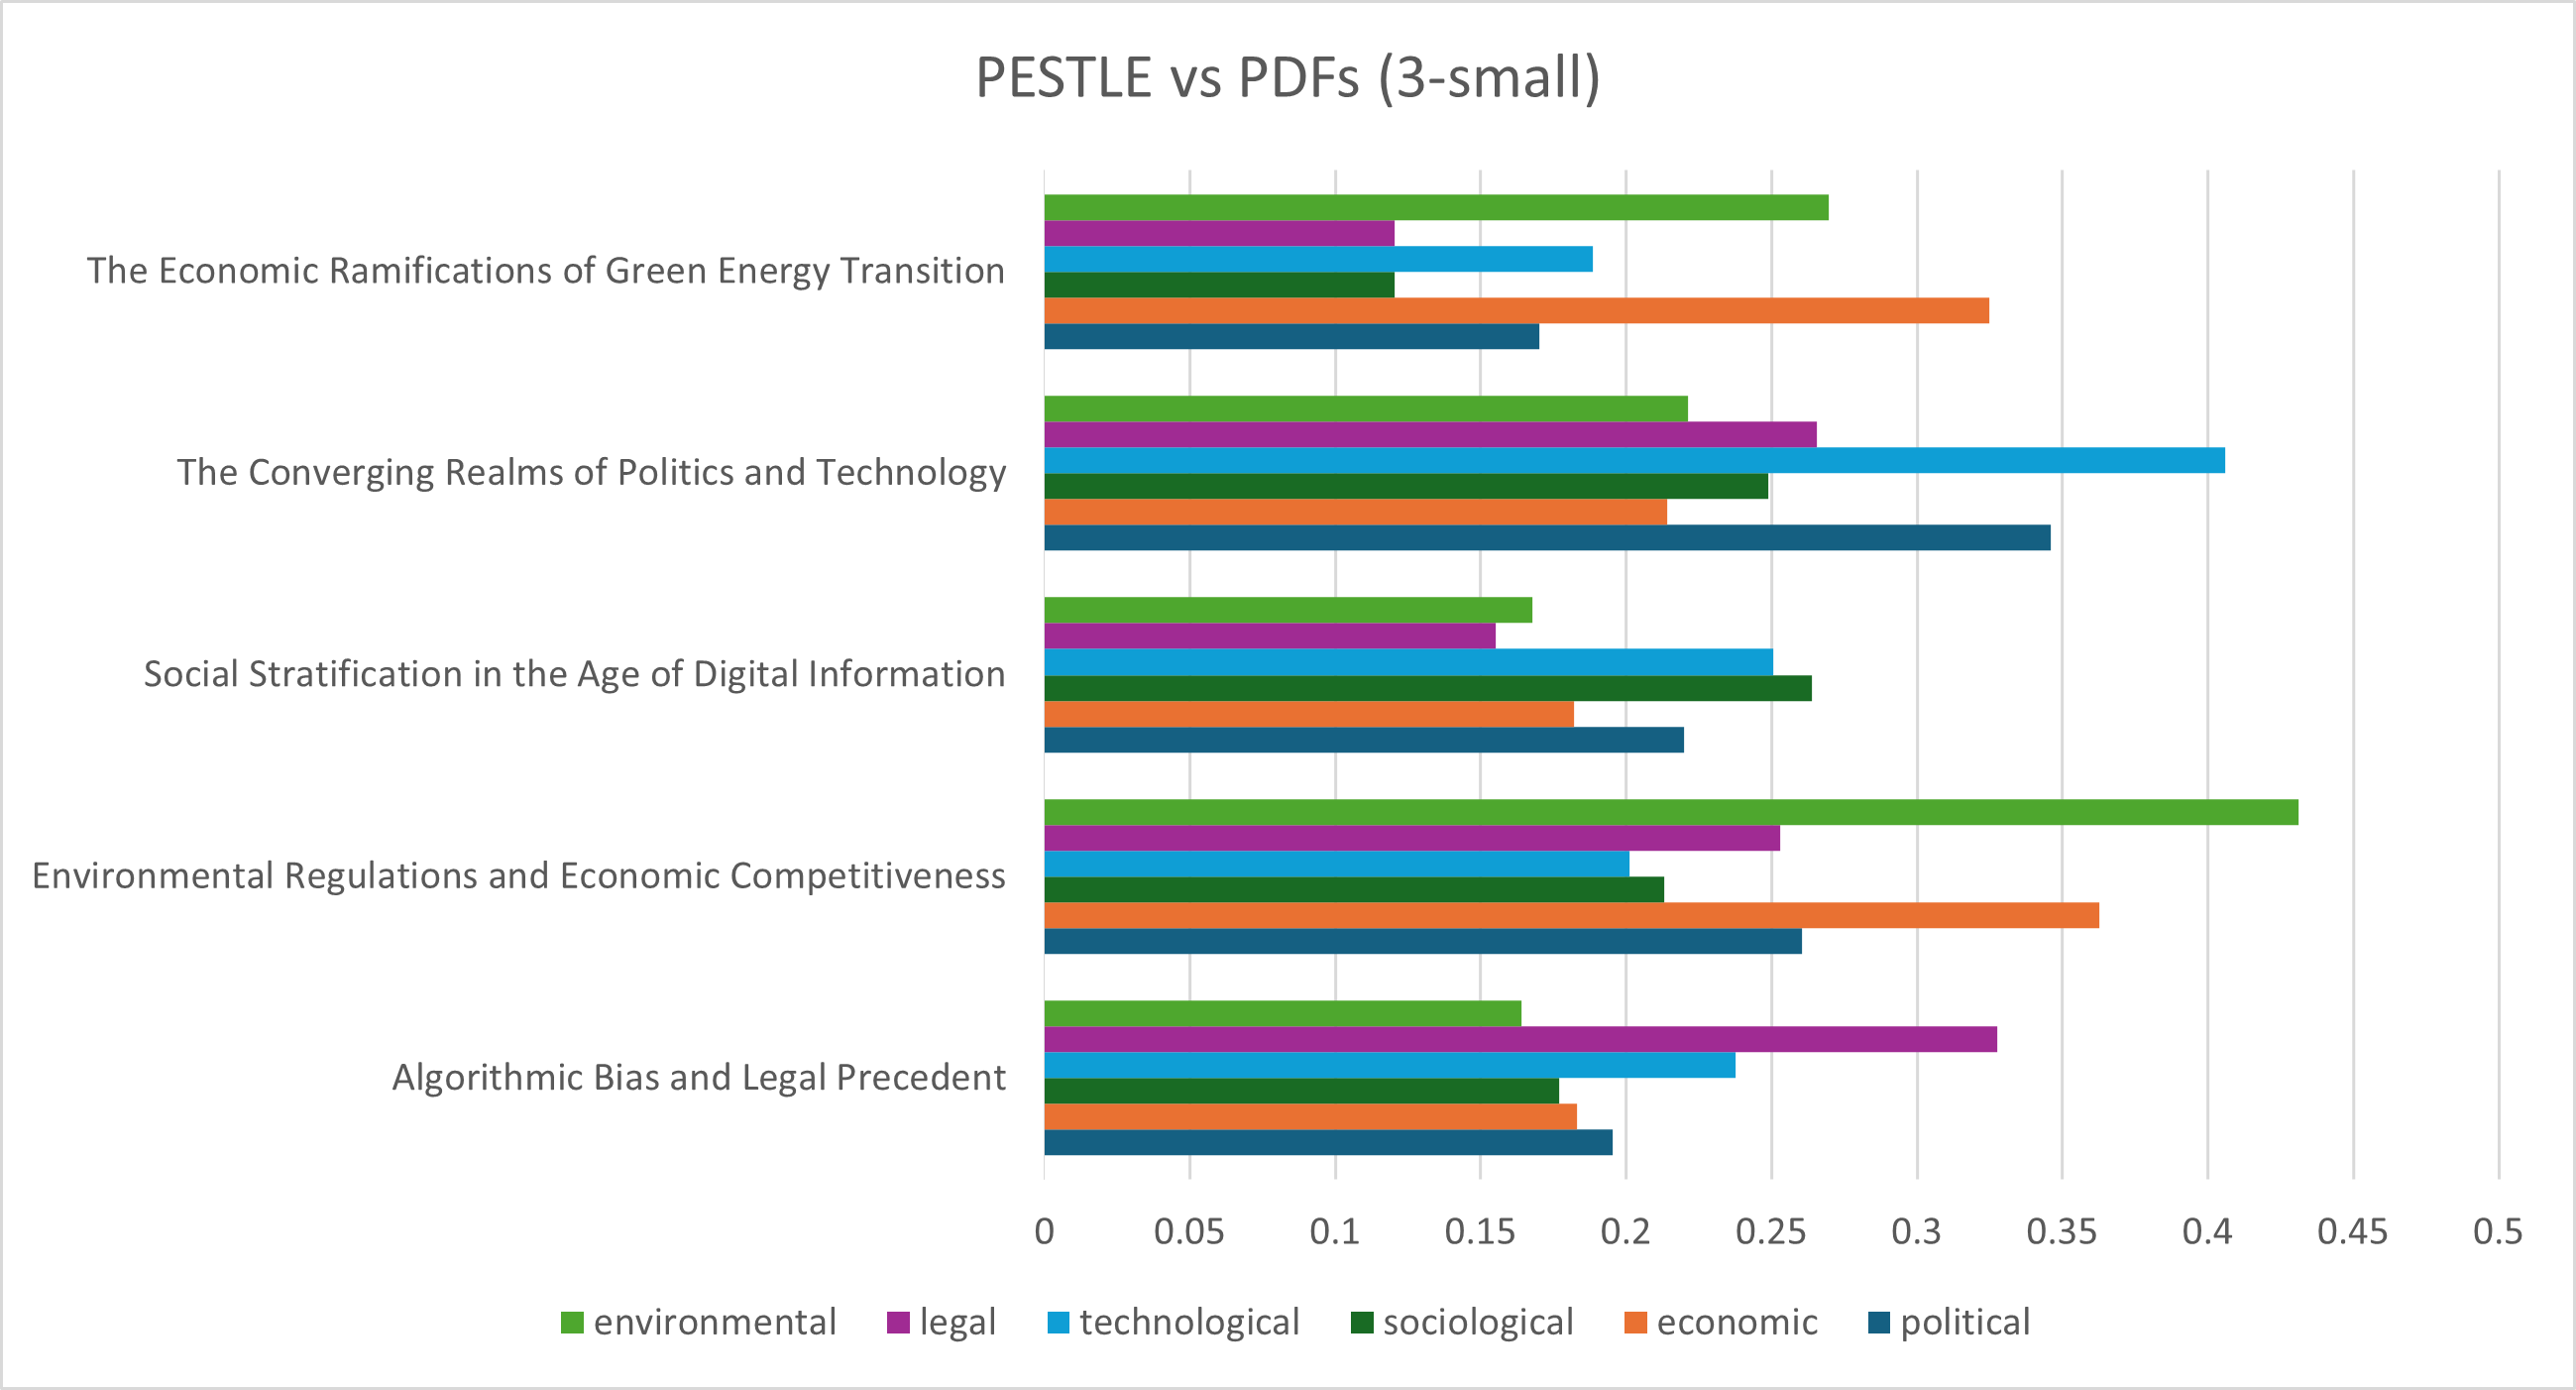 PESTLE vs PDFs (3-small)
The Economic Ramifications of Green Energy Transition
The Converging Realms of Politics and Technology
Social Stratification in the Age of Digital Information
Environmental Regulations and Economic Competitiveness
Algorithmic Bias and Legal Precedent
0 0.05 0.1 0.15 0.2 0.25 0.3 0.35 0.4 0.45 0.5
environmental legal technological sociological economic political